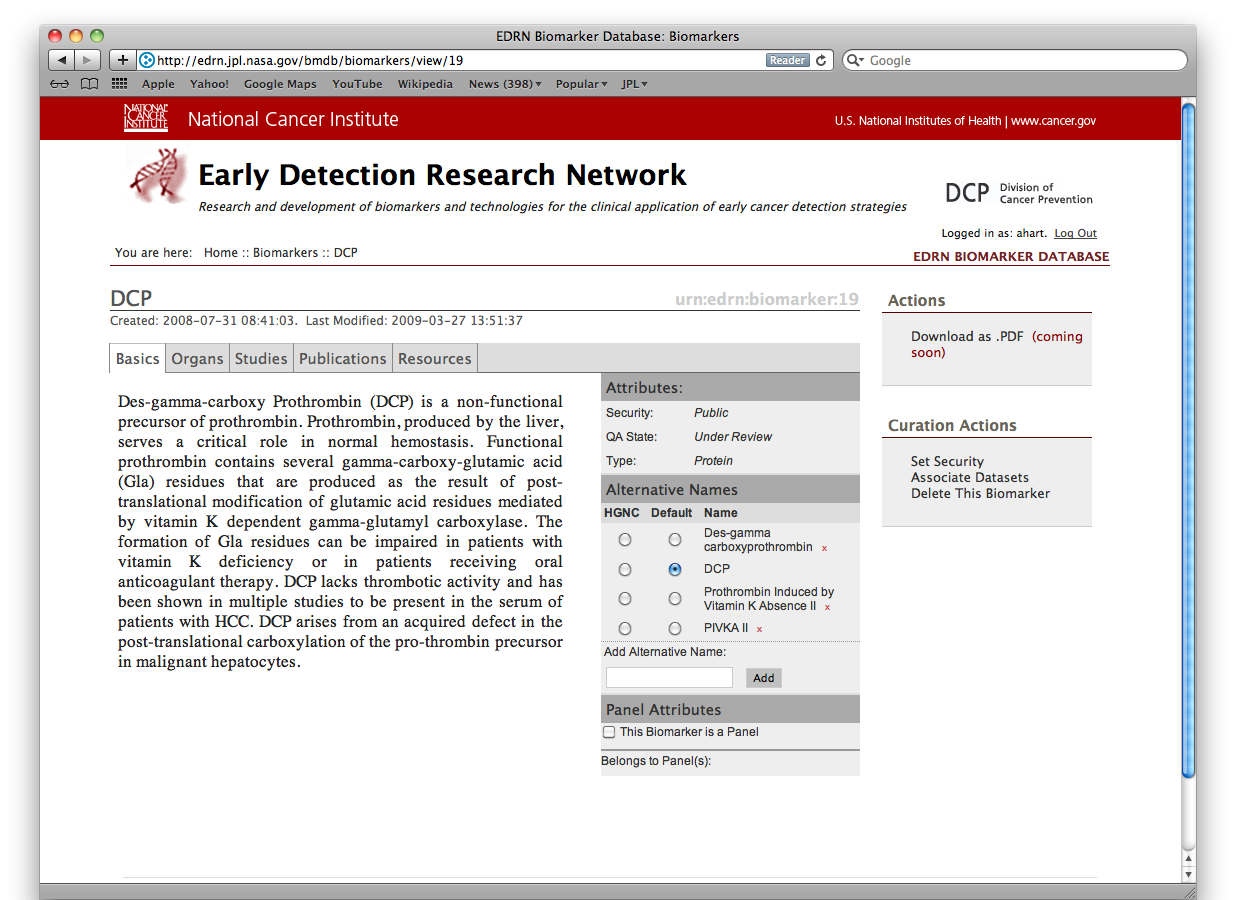 EDRN Biomarker Database: Biomarkers
http://edrn.jpl.nasa.gov/bmdb/biomarkers/view/19
Reader
Google
Apple Yahoo! Google Maps YouTube Wikipedia News (398) Popular JPL
NATIONAL CANCER INSTITUTE
National Cancer Institute
U.S. National Institutes of Health | www.cancer.gov
Early Detection Research Network
Research and development of biomarkers and technologies for the clinical application of early cancer detection strategies
DCP
Division of
Cancer Prevention
Logged in as: ahart. Log Out
You are here: Home :: Biomarkers :: DCP
EDRN BIOMARKER DATABASE
DCP
urn:edrn:biomarker:19
Created: 2008-07-31 08:41:03. Last Modified: 2009-03-27 13:51:37
Basics Organs Studies Publications Resources
Des-gamma-carboxy Prothrombin (DCP) is a non-functional
precursor of prothrombin. Prothrombin, produced by the liver,
serves a critical role in normal hemostasis. Functional
prothrombin contains several gamma-carboxy-glutamic acid
(Gla) residues that are produced as the result of post-
translational modification of glutamic acid residues mediated
by vitamin K dependent gamma-glutamyl carboxylase. The
formation of Gla residues can be impaired in patients with
vitamin K deficiency or in patients receiving oral
anticoagulant therapy. DCP lacks thrombotic activity and has
been shown in multiple studies to be present in the serum of
patients with HCC. DCP arises from an acquired defect in the
post-translational carboxylation of the pro-thrombin precursor
in malignant hepatocytes.
Attributes:
Security: Public
QA State: Under Review
Type: Protein
Alternative Names
HGNC Default Name
Des-gamma
carboxyprothrombin x
DCP
Prothrombin Induced by
Vitamin K Absence II x
PIVKA II x
Add Alternative Name:
Add
Panel Attributes
This Biomarker is a Panel
Belongs to Panel(s):
Actions
Download as .PDF (coming
soon)
Curation Actions
Set Security
Associate Datasets
Delete This Biomarker